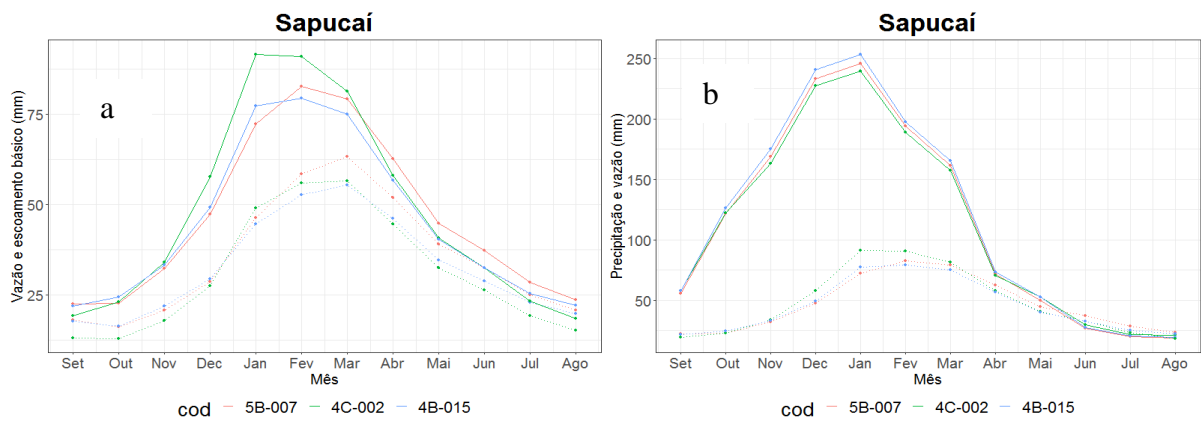 Sapucaí
Vazão e escoamento básico (mm)
a
75
50
25
Set Out Nov Dec Jan Fev Mar Abr Mai Jun Jul Ago
Mês
cod 5B-007 4C-002 4B-015
Sapucaí
Precipitação e vazão (mm)
b
250
200
150
100
50
Set Out Nov Dec Jan Fev Mar Abr Mai Jun Jul Ago
Mês
cod 5B-007 4C-002 4B-015